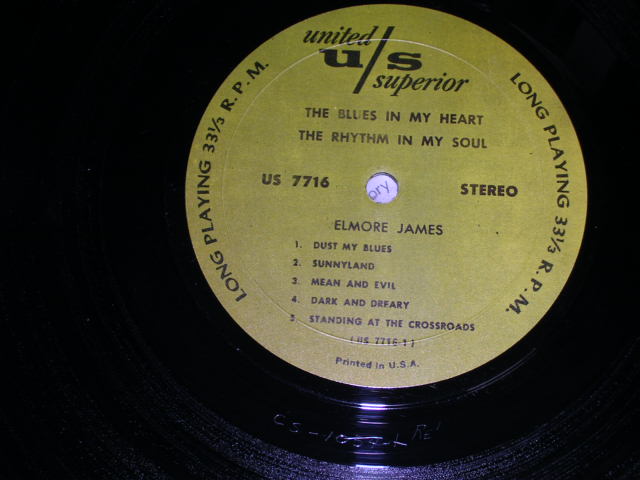 united
u/s
superior
THE BLUES IN MY HEART
THE RHYTHM IN MY SOUL
US 7716
STEREO
ory
ELMORE JAMES
1. DUST MY BLUES
2. SUNNYLAND
3. MEAN AND EVIL
4. DARK AND DREARY
5. STANDING AT THE CROSSROADS
(US 7716-1)
Printed in U.S.A.
LONG PLAYING 33⅓ R.P.M.
LONG PLAYING 33⅓ R.P.M.